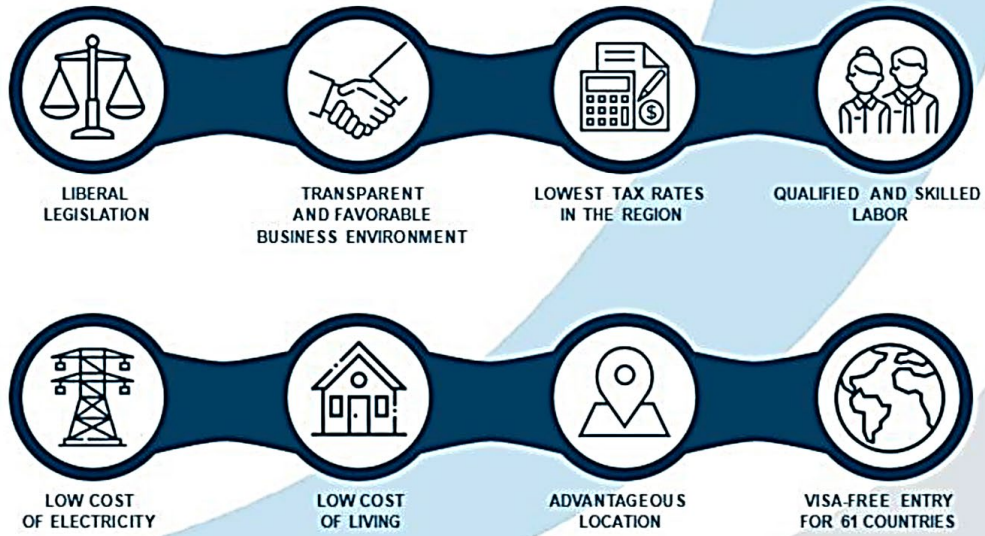 LIBERAL
LEGISLATION
TRANSPARENT
AND FAVORABLE
BUSINESS ENVIRONMENT
LOWEST TAX RATES
IN THE REGION
QUALIFIED AND SKILLED
LABOR
LOW COST
OF ELECTRICITY
LOW COST
OF LIVING
ADVANTAGEOUS
LOCATION
VISA-FREE ENTRY
FOR 61 COUNTRIES